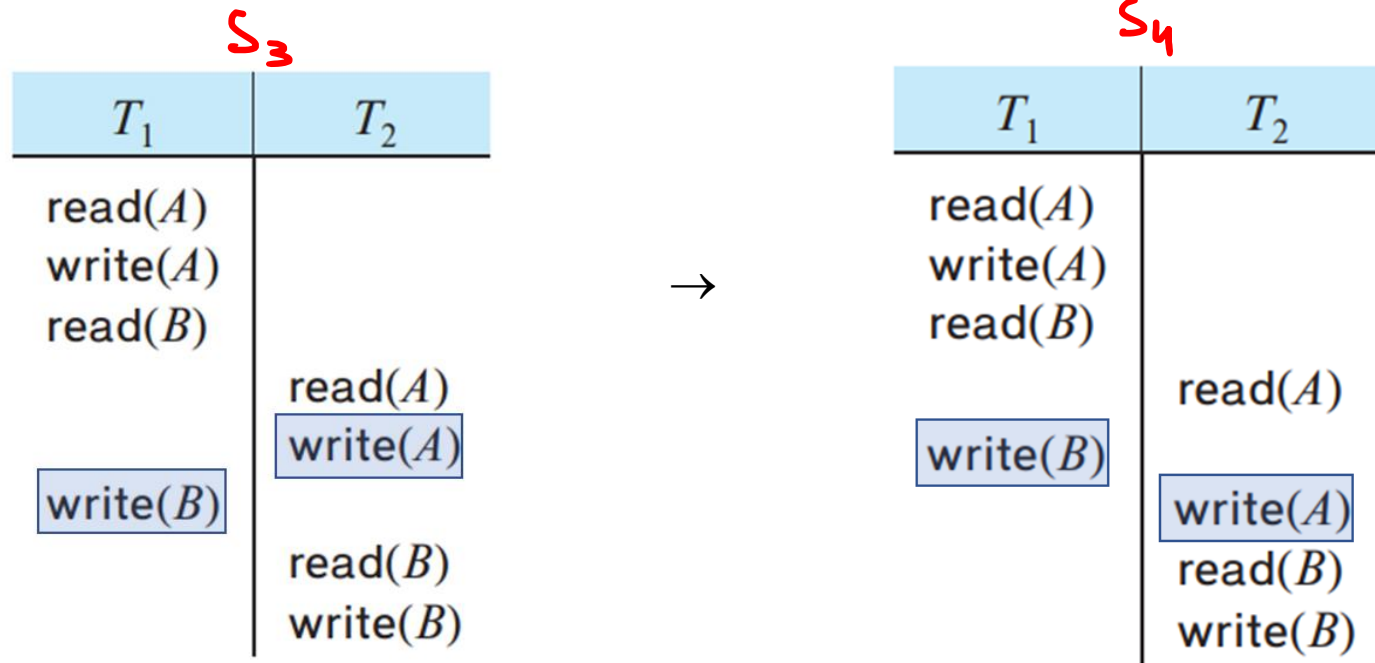 S3
T1 T2
read(A)
write(A)
read(B)
read(A)
write(A)
write(B)
read(B)
write(B)
→
S4
T1 T2
read(A)
write(A)
read(B)
read(A)
write(B)
write(A)
read(B)
write(B)